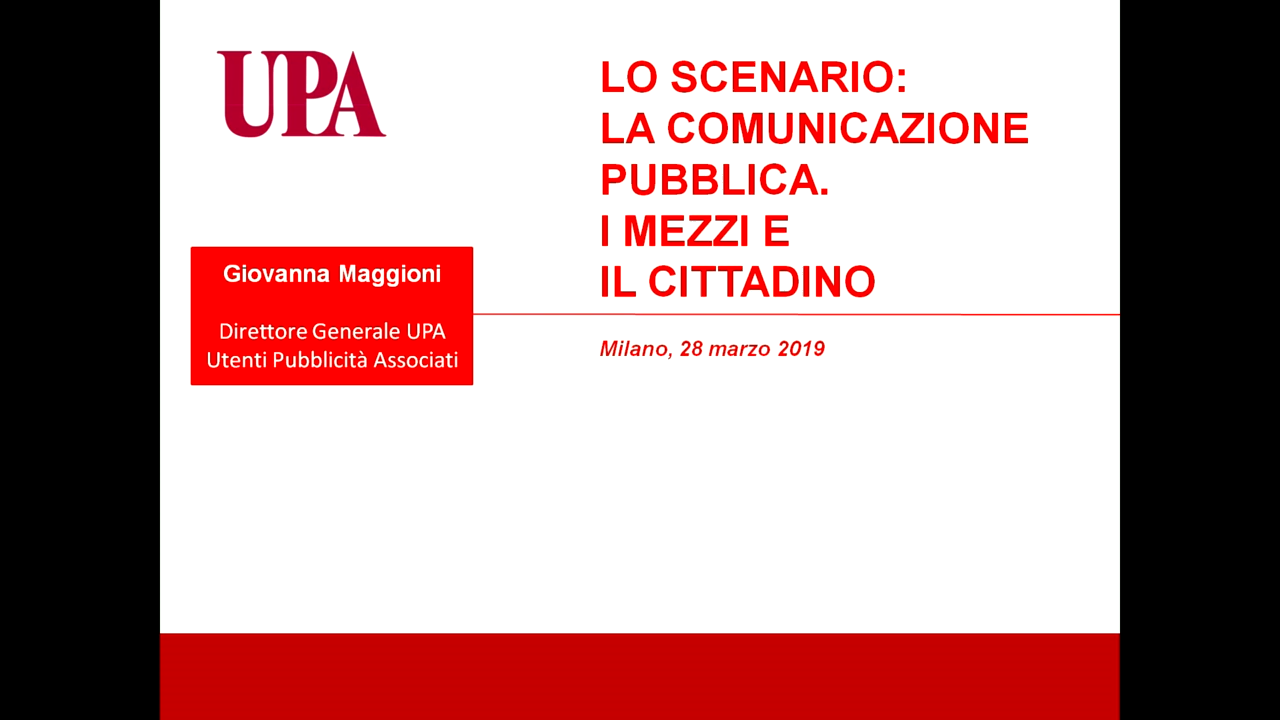 UPA
LO SCENARIO:
LA COMUNICAZIONE
PUBBLICA.
I MEZZI E
IL CITTADINO
Giovanna Maggioni
Direttore Generale UPA
Utenti Pubblicità Associati
Milano, 28 marzo 2019